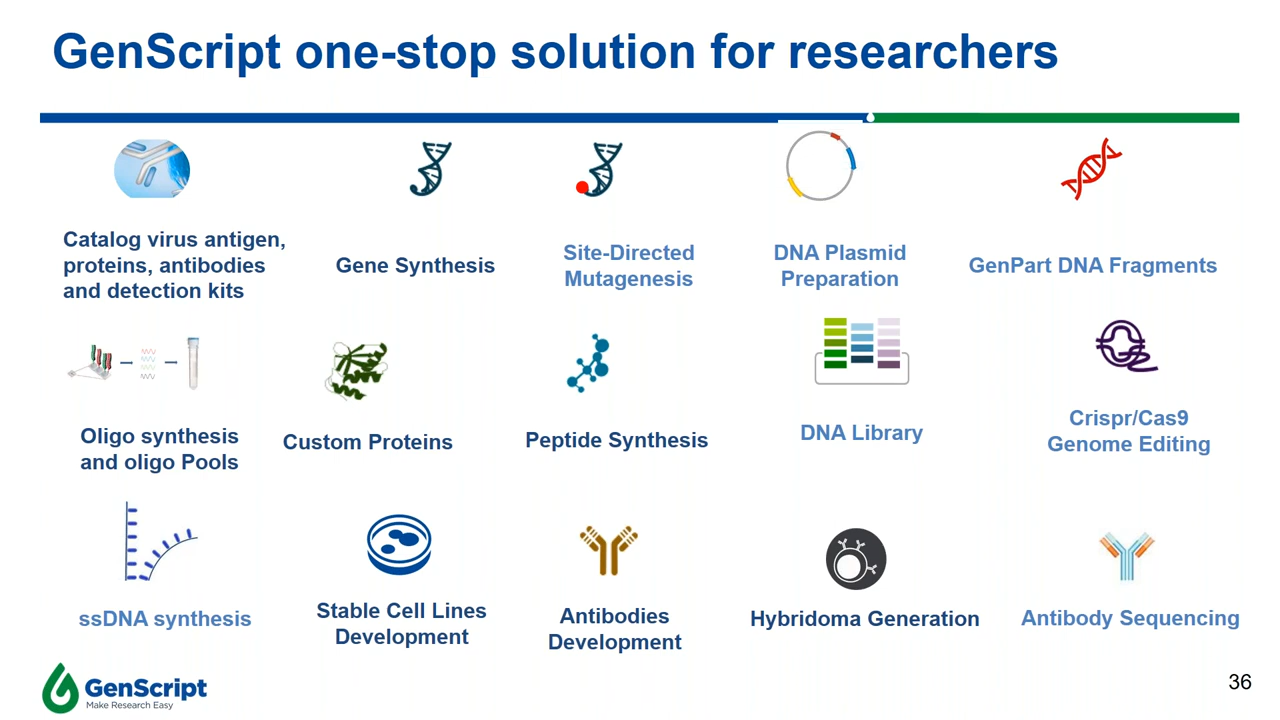 GenScript one-stop solution for researchers
Catalog virus antigen,
proteins, antibodies
and detection kits
Gene Synthesis
Site-Directed
Mutagenesis
DNA Plasmid
Preparation
GenPart DNA Fragments
Oligo synthesis
and oligo Pools
Custom Proteins
Peptide Synthesis
DNA Library
Crispr/Cas9
Genome Editing
ssDNA synthesis
Stable Cell Lines
Development
Antibodies
Development
Hybridoma Generation
Antibody Sequencing
GenScript
Make Research Easy
36